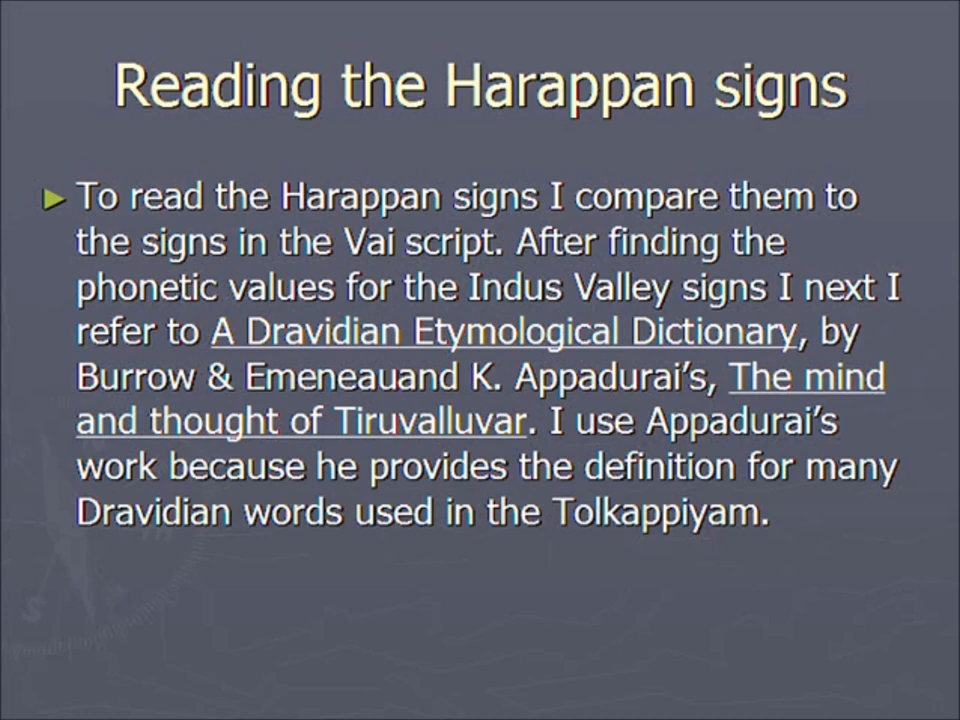 Reading the Harappan signs
► To read the Harappan signs I compare them to
the signs in the Vai script. After finding the
phonetic values for the Indus Valley signs I next I
refer to A Dravidian Etymological Dictionary, by
Burrow & Emeneauand K. Appadurai’s, The mind
and thought of Tiruvalluvar. I use Appadurai’s
work because he provides the definition for many
Dravidian words used in the Tolkappiyam.
S